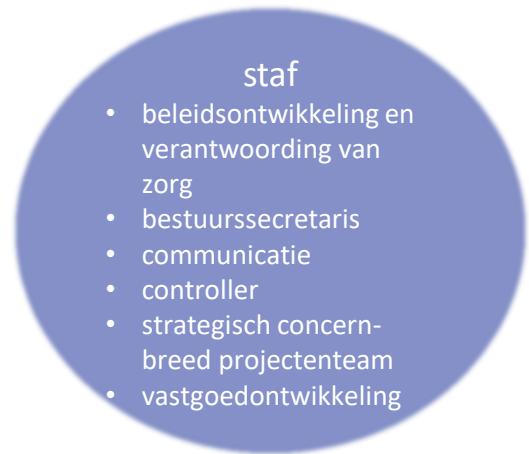 staf
• beleidsontwikkeling en
verantwoording van
zorg
• bestuurssecretaris
• communicatie
• controller
• strategisch concern-
breed projectenteam
• vastgoedontwikkeling